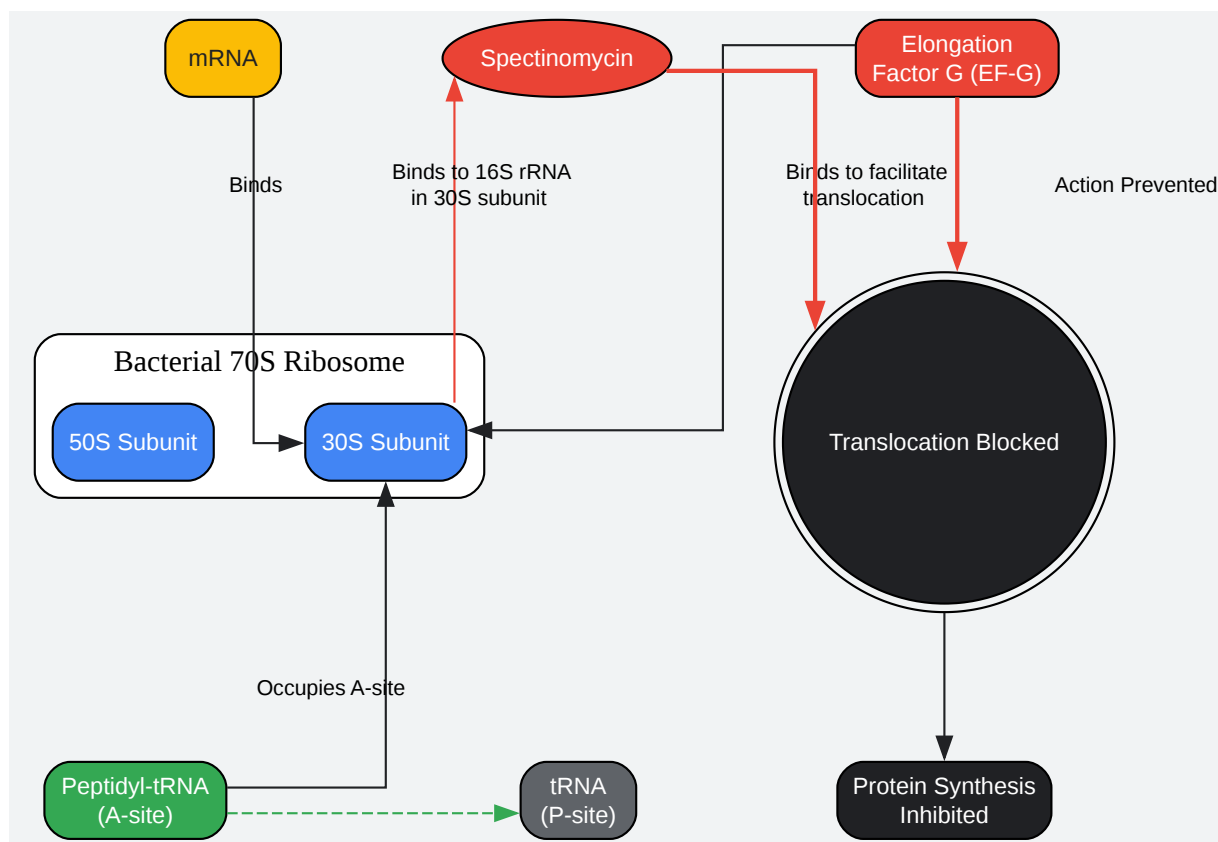 mRNA
Spectinomycin
Elongation
Factor G (EF-G)
Binds
Binds to 16S rRNA
in 30S subunit
Binds to facilitate
translocation
Action Prevented
Bacterial 70S Ribosome
50S Subunit
30S Subunit
Translocation Blocked
Occupies A-site
Peptidyl-tRNA
(A-site)
tRNA
(P-site)
Protein Synthesis
Inhibited